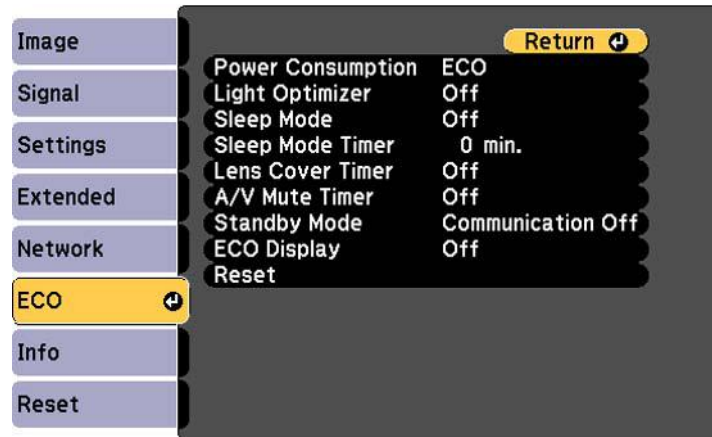 Image
Signal
Settings
Extended
Network
ECO
Info
Reset
Return
Power Consumption ECO
Light Optimizer Off
Sleep Mode Off
Sleep Mode Timer 0 min.
Lens Cover Timer Off
A/V Mute Timer Off
Standby Mode Communication Off
ECO Display Off
Reset